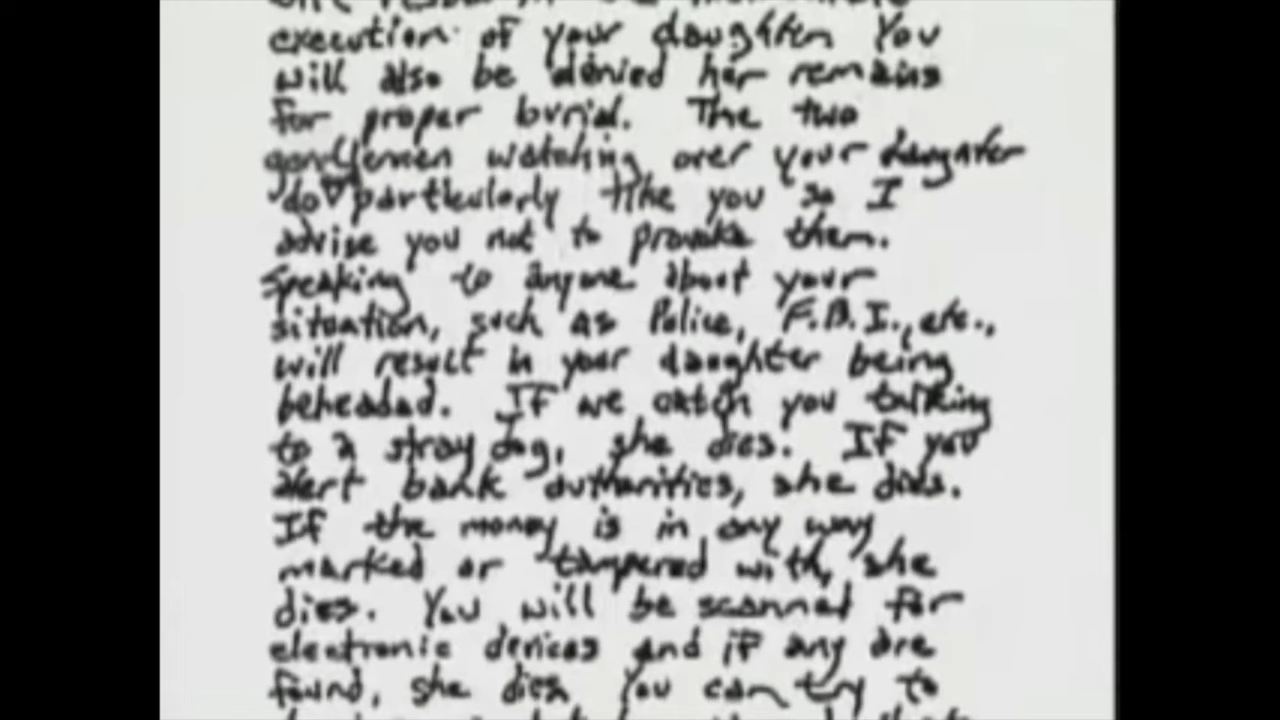 will result in the immediate
execution of your daughter. You
will also be denied her remains
for proper burial. The two
gentlemen watching over your daughter
do particularly like you so I
advise you not to provoke them.
Speaking to anyone about your
situation, such as Police, F.B.I., etc.,
will result in your daughter being
beheaded. If we catch you talking
to a stray dog, she dies. If you
alert bank authorities, she dies.
If the money is in any way
marked or tampered with, she
dies. You will be scanned for
electronic devices and if any are
found, she dies. You can try to